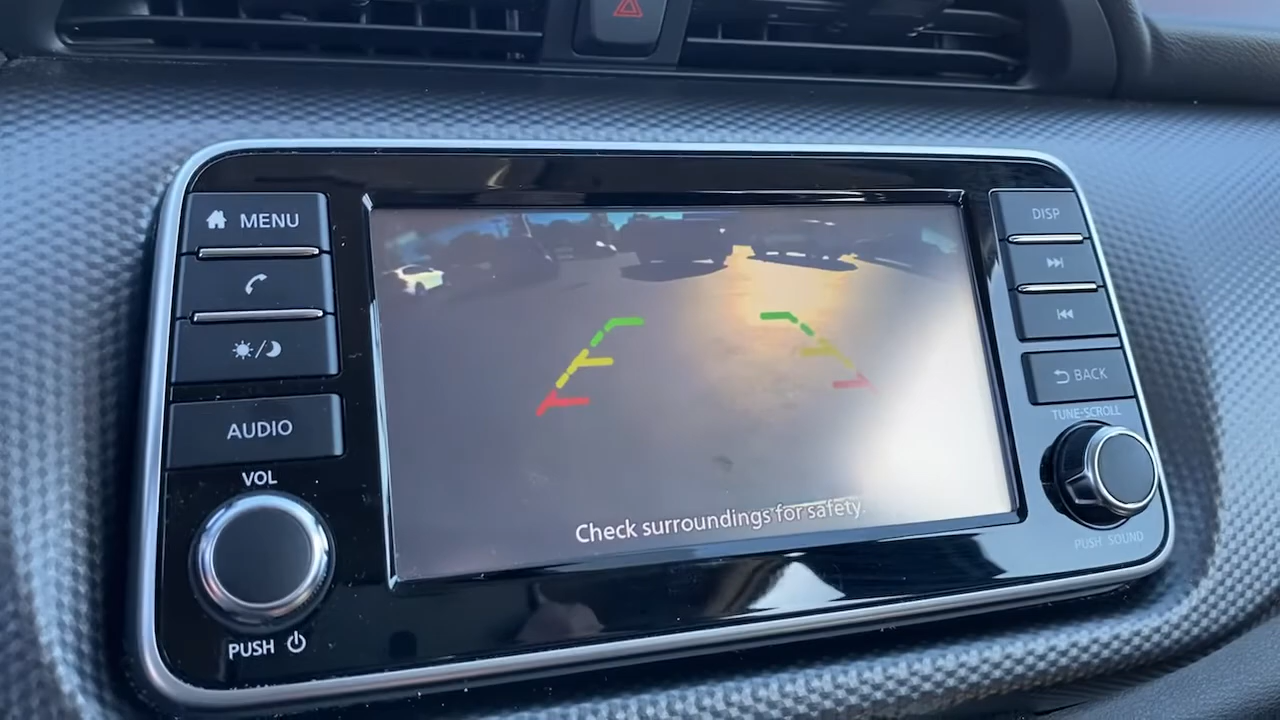 MENU
AUDIO
VOL
PUSH
Check surroundings for safety.
DISP
BACK
TUNE·SCROLL
PUSH SOUND